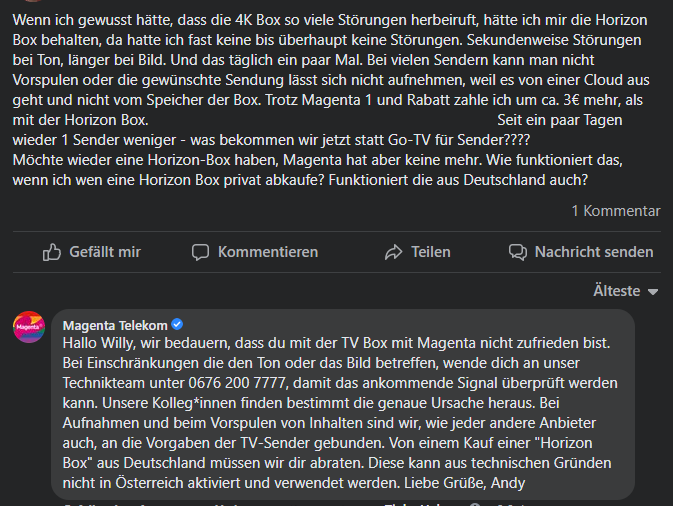 Wenn ich gewusst hätte, dass die 4K Box so viele Störungen herbeiruft, hätte ich mir die Horizon
Box behalten, da hatte ich fast keine bis überhaupt keine Störungen. Sekundenweise Störungen
bei Ton, länger bei Bild. Und das täglich ein paar Mal. Bei vielen Sendern kann man nicht
Vorspulen oder die gewünschte Sendung lässt sich nicht aufnehmen, weil es von einer Cloud aus
geht und nicht vom Speicher der Box. Trotz Magenta 1 und Rabatt zahle ich um ca. 3€ mehr, als
mit der Horizon Box. Seit ein paar Tagen
wieder 1 Sender weniger - was bekommen wir jetzt statt Go-TV für Sender????
Möchte wieder eine Horizon-Box haben, Magenta hat aber keine mehr. Wie funktioniert das,
wenn ich wen eine Horizon Box privat abkaufe? Funktioniert die aus Deutschland auch?
1 Kommentar
Gefällt mir Kommentieren Teilen Nachricht senden
Älteste
Magenta
Magenta Telekom
Hallo Willy, wir bedauern, dass du mit der TV Box mit Magenta nicht zufrieden bist.
Bei Einschränkungen die den Ton oder das Bild betreffen, wende dich an unser
Technikteam unter 0676 200 7777, damit das ankommende Signal überprüft werden
kann. Unsere Kolleg*innen finden bestimmt die genaue Ursache heraus. Bei
Aufnahmen und beim Vorspulen von Inhalten sind wir, wie jeder andere Anbieter
auch, an die Vorgaben der TV-Sender gebunden. Von einem Kauf einer "Horizon
Box" aus Deutschland müssen wir dir abraten. Diese kann aus technischen Gründen
nicht in Österreich aktiviert und verwendet werden. Liebe Grüße, Andy